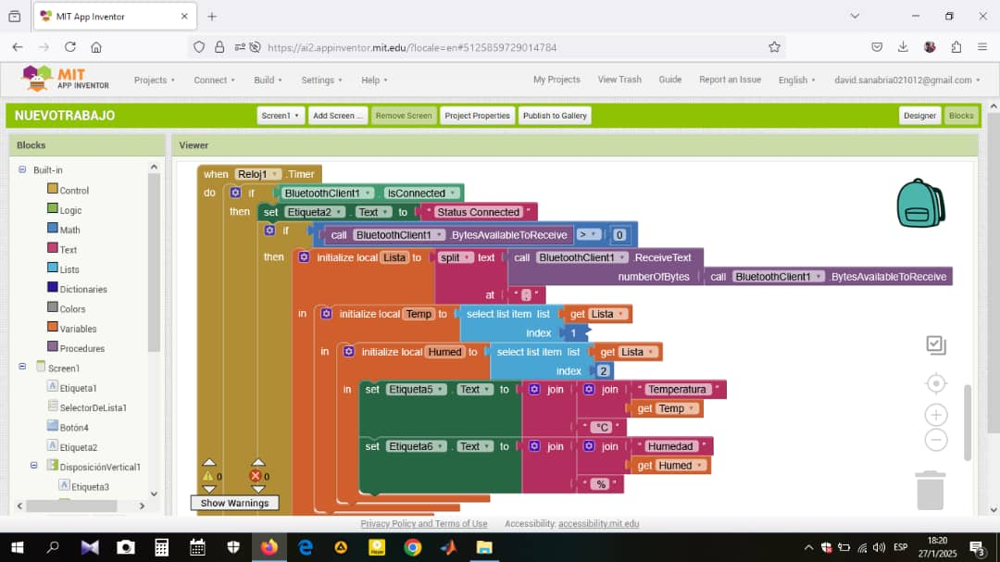 MIT App Inventor
https://ai2.appinventor.mit.edu/?locale=en#5125859729014784
MIT
APP INVENTOR
Projects Connect Build Settings Help My Projects View Trash Guide Report an Issue English david.sanabria021012@gmail.com
NUEVOTRABAJO Screen1 Add Screen ... Remove Screen Project Properties Publish to Gallery Designer Blocks
Blocks
Viewer
Built-in
Control
Logic
Math
Text
Lists
Dictionaries
Colors
Variables
Procedures
Screen1
Etiqueta1
SelectorDeLista1
Botón4
Etiqueta2
DisposiciónVertical1
Etiqueta3
when Reloj1 .Timer
do if BluetoothClient1 . IsConnected
then set Etiqueta2 . Text to " Status Connected "
if call BluetoothClient1 .BytesAvailableToReceive > 0
then initialize local Lista to split text call BluetoothClient1 .ReceiveText
numberOfBytes call BluetoothClient1 .BytesAvailableToReceive
at " ; "
in initialize local Temp to select list item list get Lista
index 1
in initialize local Humed to select list item list get Lista
index 2
in set Etiqueta5 . Text to join join " Temperatura "
get Temp
" °C "
set Etiqueta6 . Text to join join " Humedad "
get Humed
" % "
0 0
Show Warnings
Privacy Policy and Terms of Use Accessibility: accessibility.mit.edu
ESP
18:20
27/1/2025
3